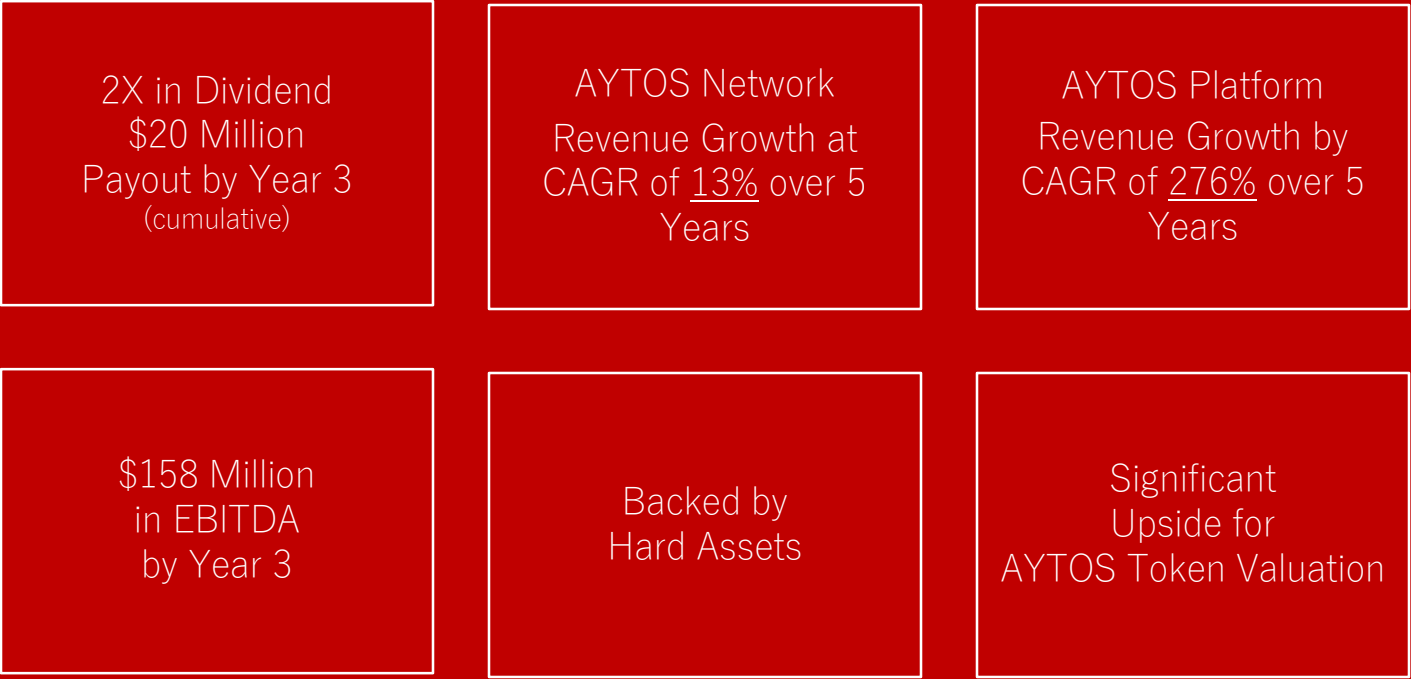 2X in Dividend
$20 Million
Payout by Year 3
(cumulative)
AYTOS Network
Revenue Growth at
CAGR of 13% over 5
Years
AYTOS Platform
Revenue Growth by
CAGR of 276% over 5
Years
$158 Million
in EBITDA
by Year 3
Backed by
Hard Assets
Significant
Upside for
AYTOS Token Valuation